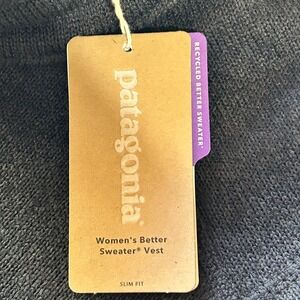 RECYCLED BETTER SWEATER®
patagonia®
Women's Better
Sweater® Vest
SLIM FIT